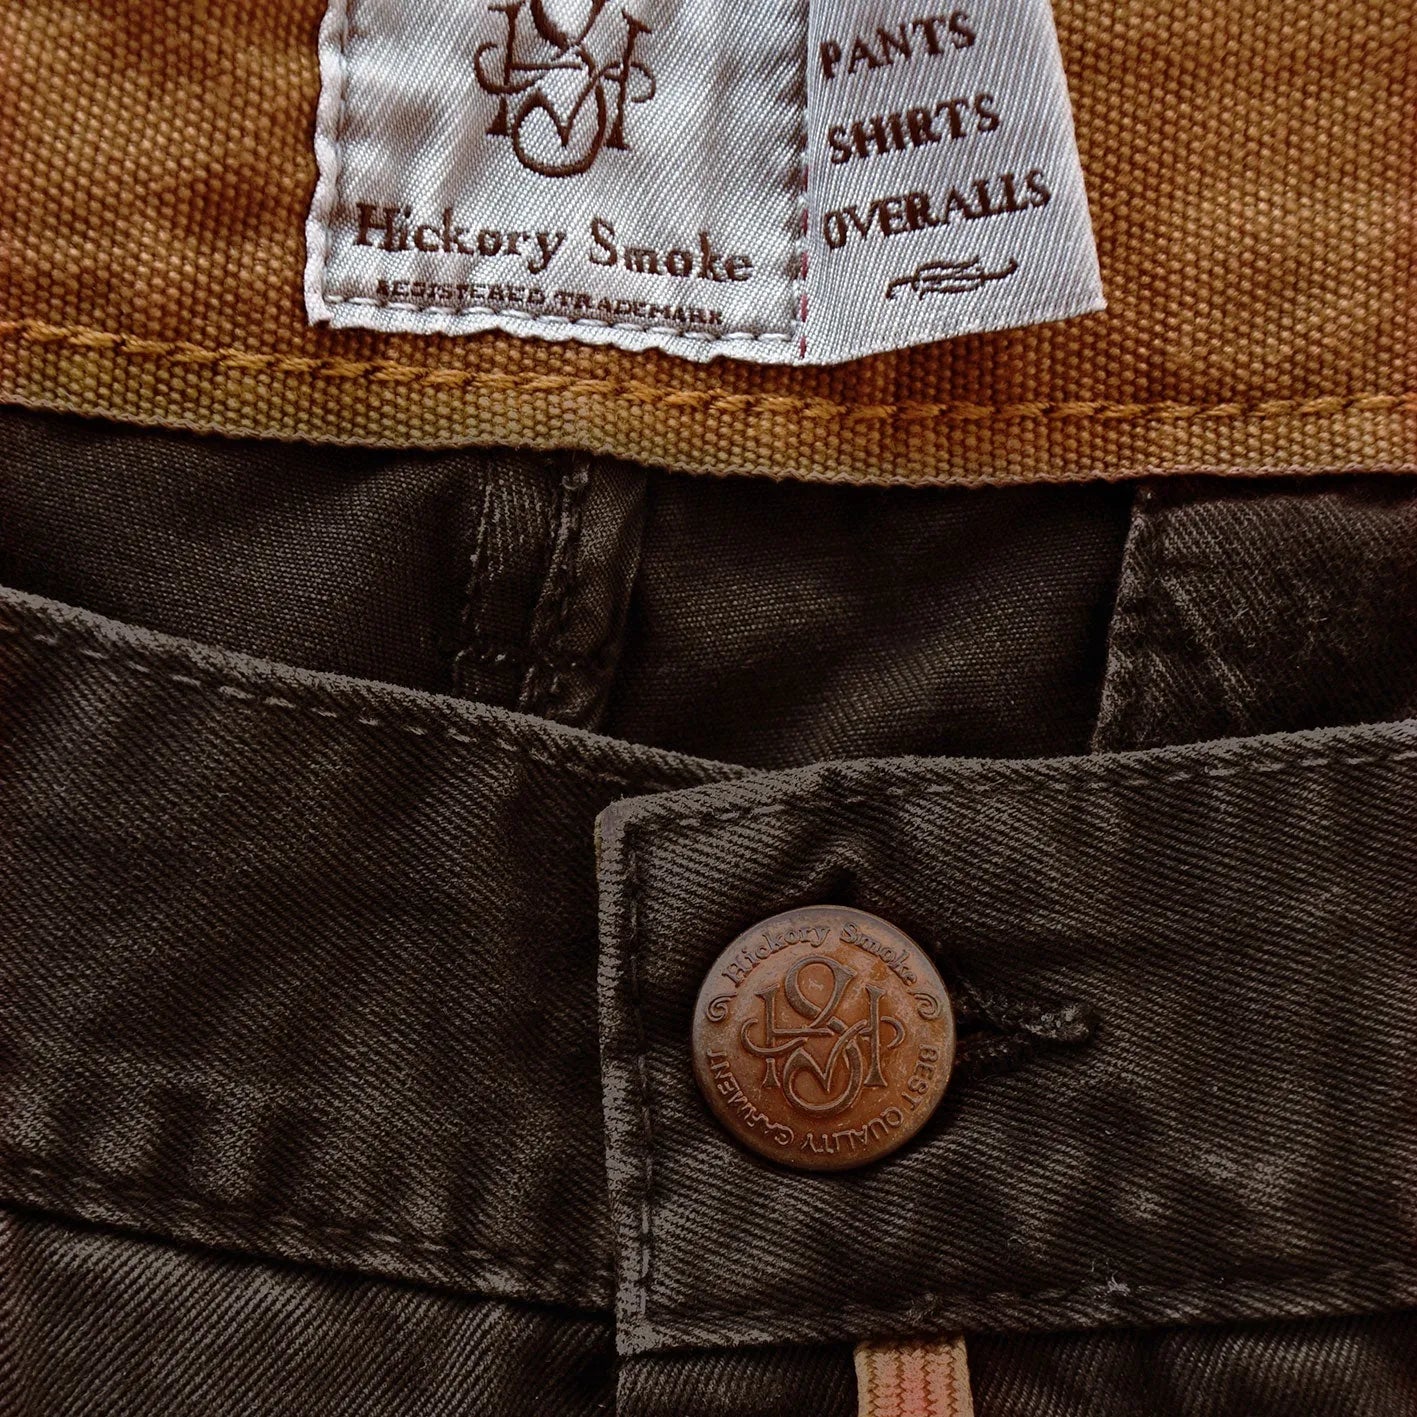 Hickory Smoke
REGISTERED TRADEMARK
PANTS
SHIRTS
OVERALLS
Hickory Smoke
BEST QUALITY GARMENT